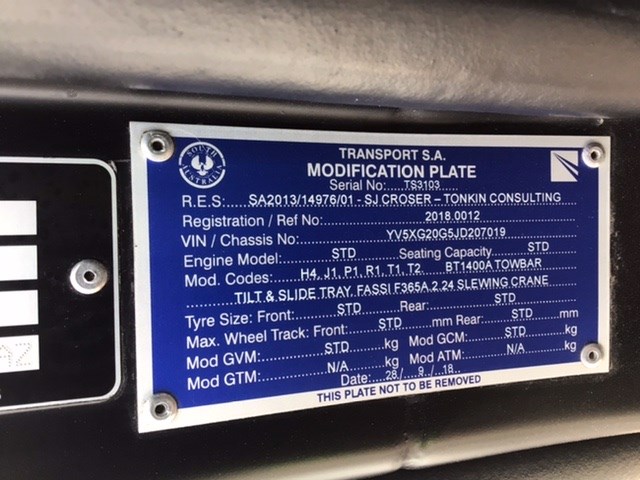 SOUTH AUSTRALIA
TRANSPORT S.A.
MODIFICATION PLATE
Serial No:....TS3103....
R.E.S: SA2013/14976/01 - SJ CROSER – TONKIN CONSULTING
Registration / Ref No: 2018.0012
VIN / Chassis No: YV5XG20G5JD207019
Engine Model: STD Seating Capacity STD
Mod. Codes: H4, J1, P1, R1, T1, T2 BT1400A TOWBAR
TILT & SLIDE TRAY, FASSI F365A.2.24 SLEWING CRANE
Tyre Size: Front: STD Rear: STD
Max. Wheel Track: Front: STD mm Rear: STD mm
Mod GVM: STD kg Mod GCM: STD kg
Mod GTM: N/A kg Mod ATM: N/A kg
Date: 28 / 9 / 18
THIS PLATE NOT TO BE REMOVED
AZ